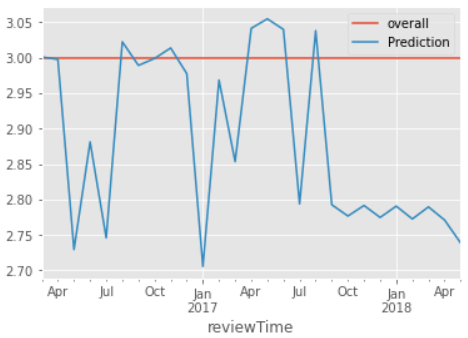 3.05
3.00
2.95
2.90
2.85
2.80
2.75
2.70
overall
Prediction
Apr Jul Oct Jan Apr Jul Oct Jan Apr
2017 2018
reviewTime